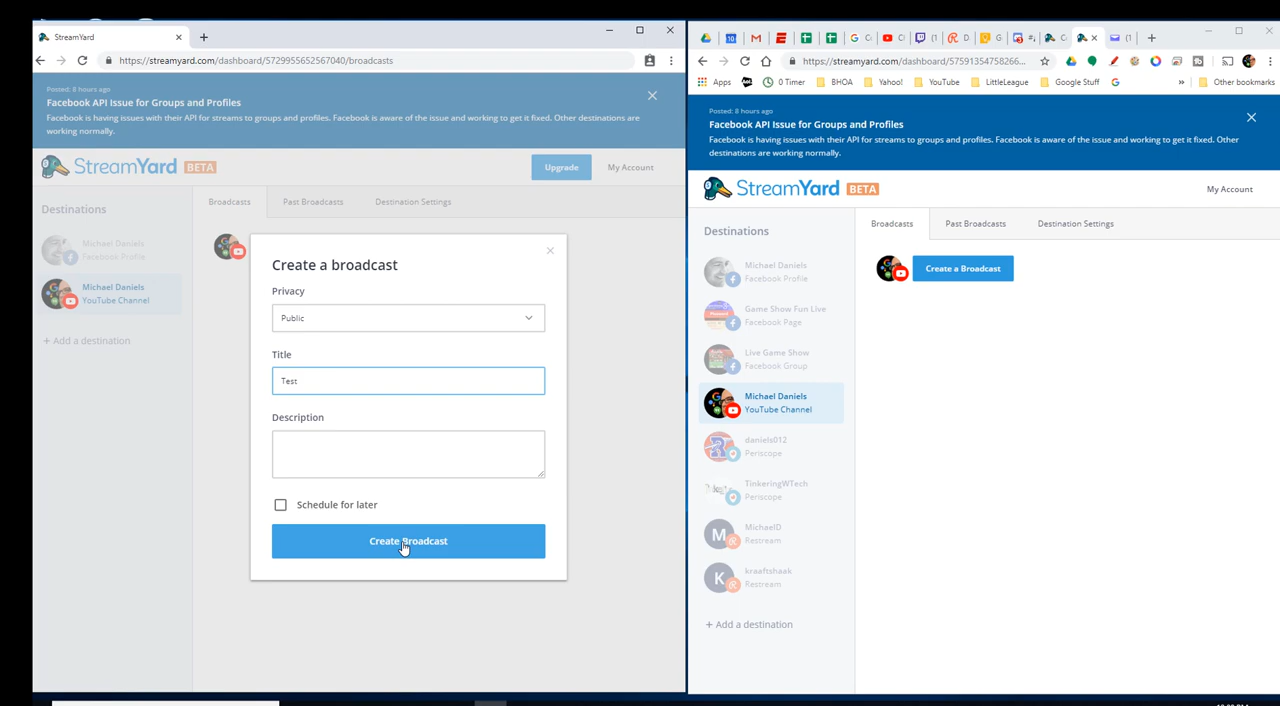 StreamYard
https://streamyard.com/dashboard/5729955652567040/broadcasts
Posted: 8 hours ago
Facebook API Issue for Groups and Profiles
Facebook is having issues with their API for streams to groups and profiles. Facebook is aware of the issue and working to get it fixed. Other destinations are
working normally.
StreamYard BETA
Upgrade
My Account
Destinations
Broadcasts
Past Broadcasts
Destination Settings
Michael Daniels
Facebook Profile
Michael Daniels
YouTube Channel
+ Add a destination
Create a broadcast
Privacy
Public
Title
Test
Description
Schedule for later
Create Broadcast
https://streamyard.com/dashboard/57591354758266...
Apps
0 Timer
BHOA
Yahoo!
YouTube
LittleLeague
Google Stuff
Other bookmarks
Posted: 8 hours ago
Facebook API Issue for Groups and Profiles
Facebook is having issues with their API for streams to groups and profiles. Facebook is aware of the issue and working to get it fixed. Other
destinations are working normally.
StreamYard BETA
My Account
Destinations
Broadcasts
Past Broadcasts
Destination Settings
Create a Broadcast
Michael Daniels
Facebook Profile
Game Show Fun Live
Facebook Page
Live Game Show
Facebook Group
Michael Daniels
YouTube Channel
daniels012
Periscope
TinkeringWTech
Periscope
M
MichaelD
Restream
K
kraaftshaak
Restream
+ Add a destination